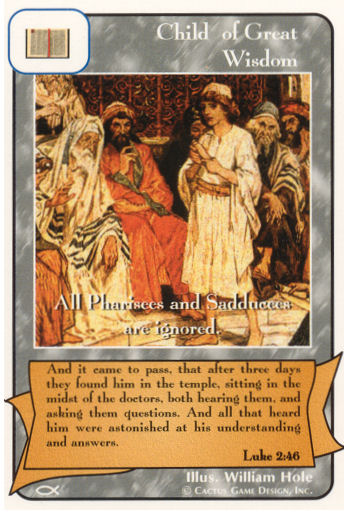 Child of Great
Wisdom
All Pharisees and Sadducees
are ignored.
And it came to pass, that after three days
they found him in the temple, sitting in the
midst of the doctors, both hearing them, and
asking them questions. And all that heard
him were astonished at his understanding
and answers.
Luke 2:46
Illus. William Hole
© Cactus Game Design, Inc.